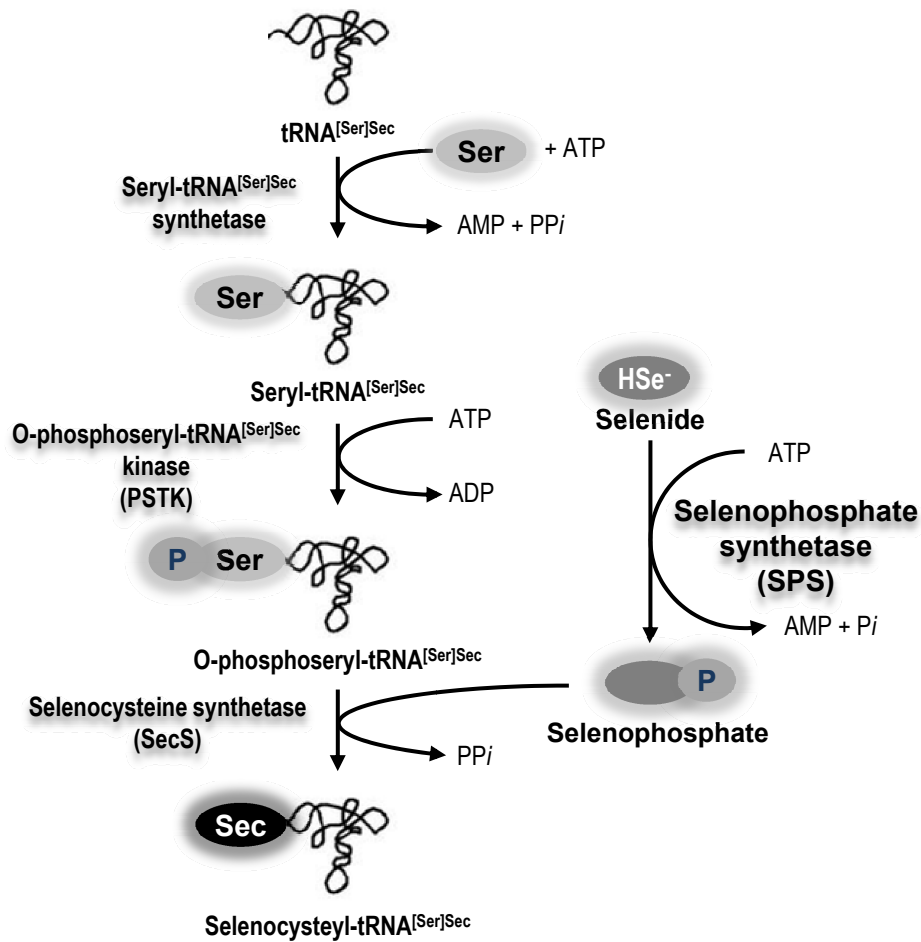 tRNA[Ser]Sec
Ser
+ ATP
Seryl-tRNA[Ser]Sec
synthetase
AMP + PPi
Ser
Seryl-tRNA[Ser]Sec
HSe-
Selenide
O-phosphoseryl-tRNA[Ser]Sec
kinase
(PSTK)
ATP
ADP
ATP
Selenophosphate
synthetase
(SPS)
P
Ser
AMP + Pi
O-phosphoseryl-tRNA[Ser]Sec
P
Selenophosphate
Selenocysteine synthetase
(SecS)
PPi
Sec
Selenocysteyl-tRNA[Ser]Sec